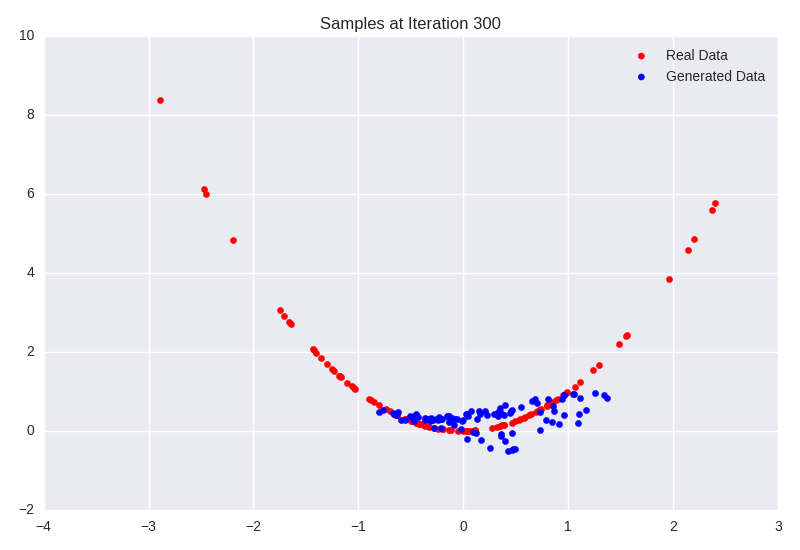 Samples at Iteration 300
Real Data
Generated Data
10
8
6
4
2
0
−2
−4 −3 −2 −1 0 1 2 3